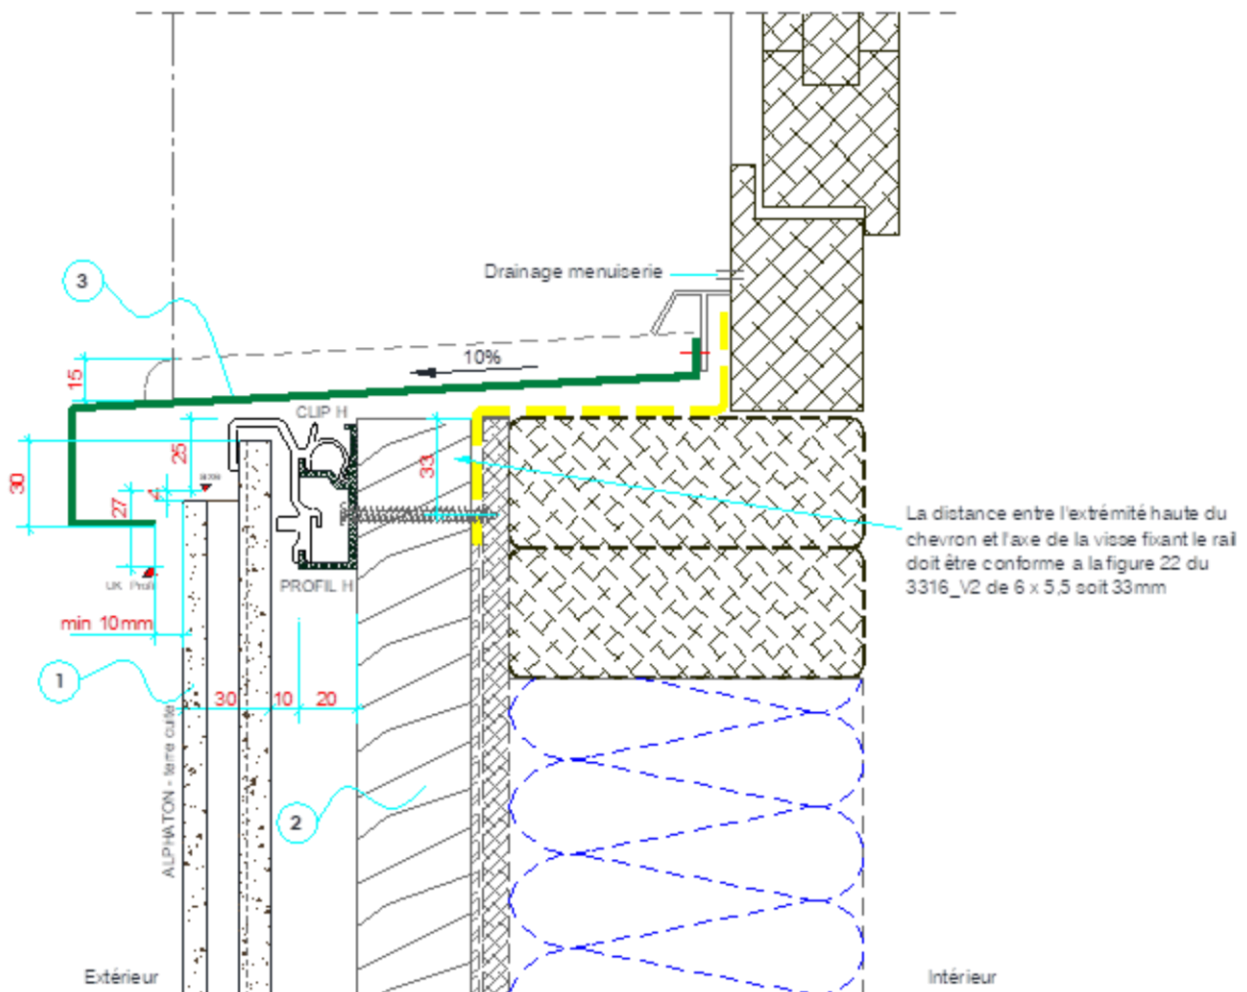 Drainage menuiserie
3
10%
15
CLIP H
25
33
30
4
27
La distance entre l'extrémité haute du
chevron et l'axe de la visse fixant le rail
doit être conforme a la figure 22 du
3316_V2 de 6 x 5,5 soit 33mm
UK Profil
PROFIL H
min 10mm
1
30
10
20
ALPHATON - terre cuite
2
Extérieur
Intérieur